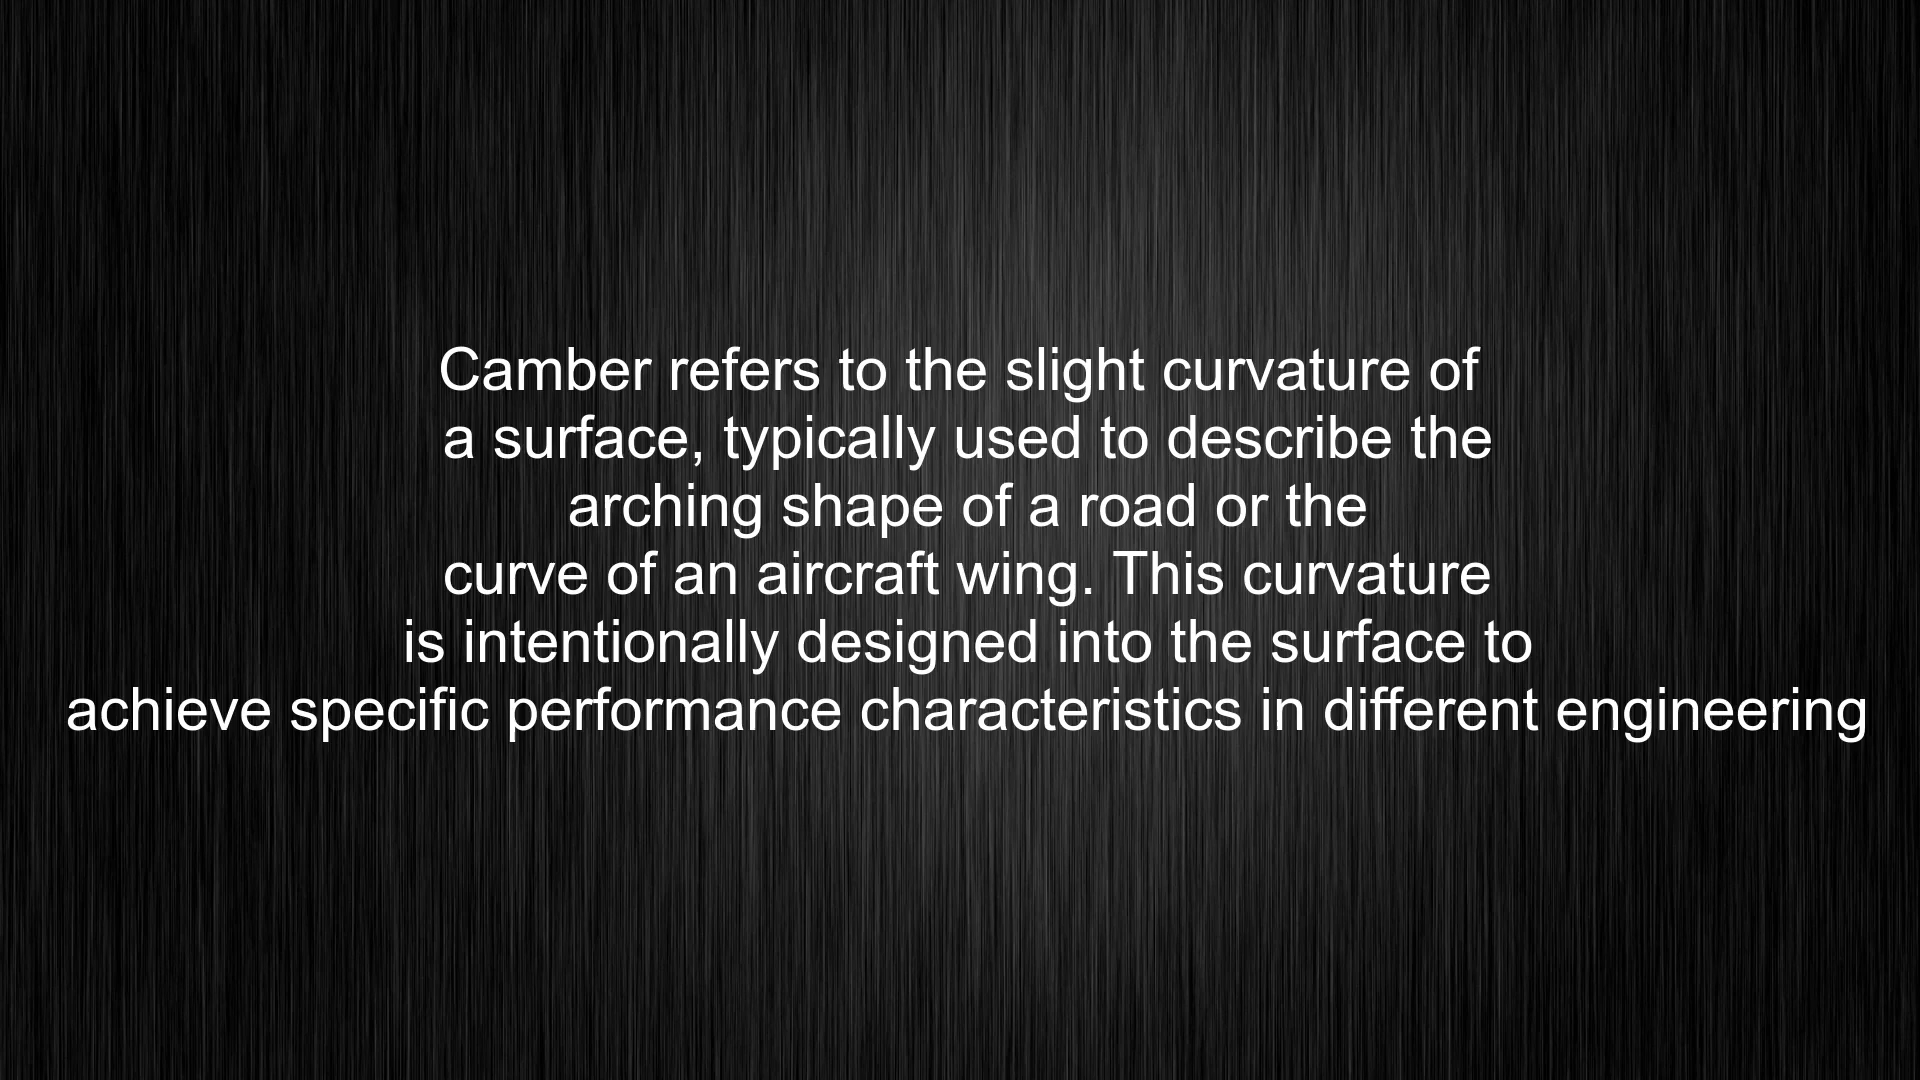 Camber refers to the slight curvature of
a surface, typically used to describe the
arching shape of a road or the
curve of an aircraft wing. This curvature
is intentionally designed into the surface to
achieve specific performance characteristics in different engineering